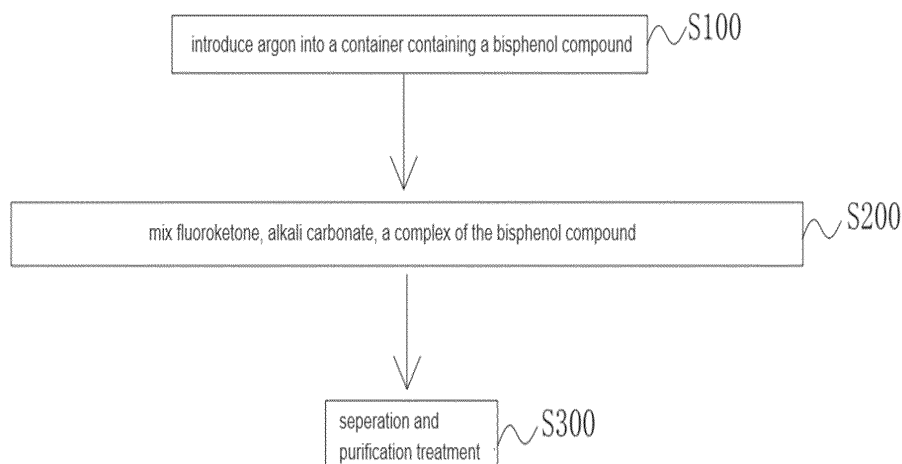 introduce argon into a container containing a bisphenol compound
S100
mix fluoroketone, alkali carbonate, a complex of the bisphenol compound
S200
seperation and
purification treatment
S300